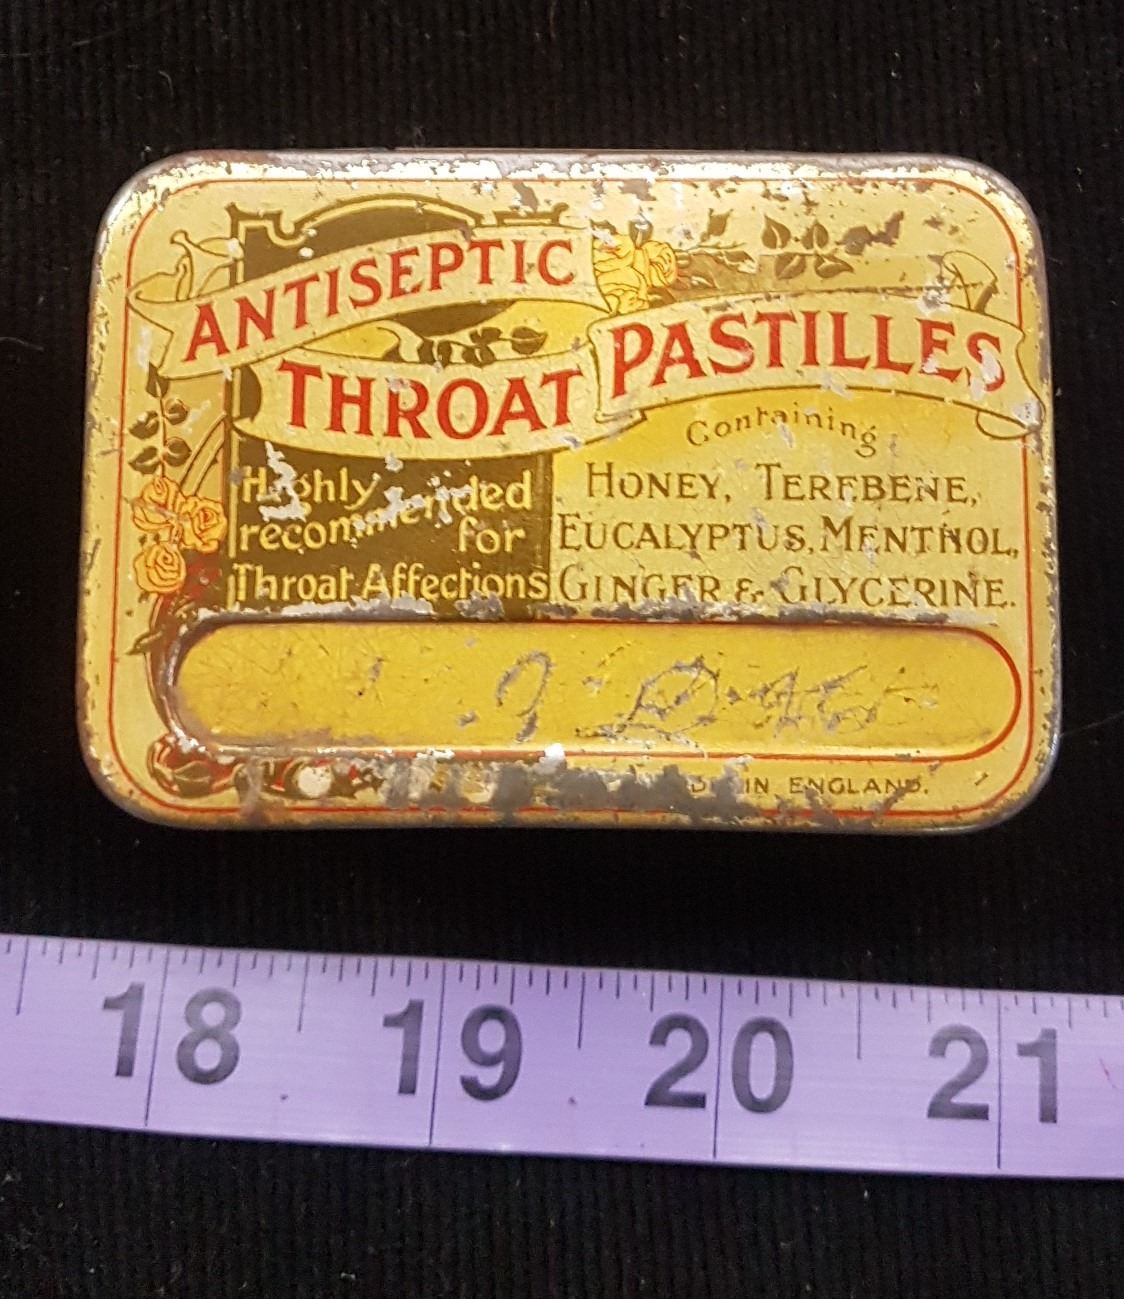 ANTISEPTIC
THROAT PASTILLES
Containing
HONEY, TEREBENE,
EUCALYPTUS, MENTHOL,
GINGER & GLYCERINE.
Highly recommended
for
Throat Affections
IN ENGLAND.
18 19 20 21